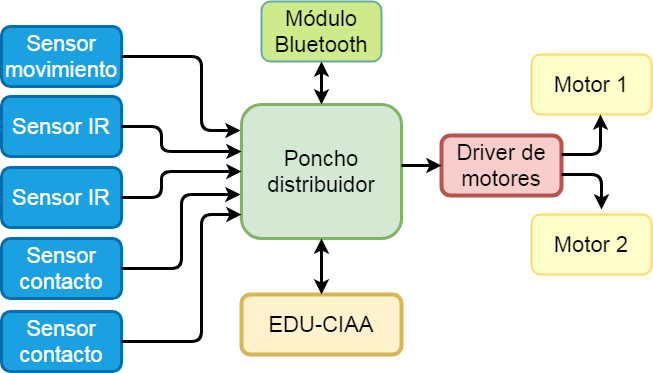 Sensor
movimiento
Sensor IR
Sensor IR
Sensor
contacto
Sensor
contacto
Módulo
Bluetooth
Poncho
distribuidor
EDU-CIAA
Driver de
motores
Motor 1
Motor 2